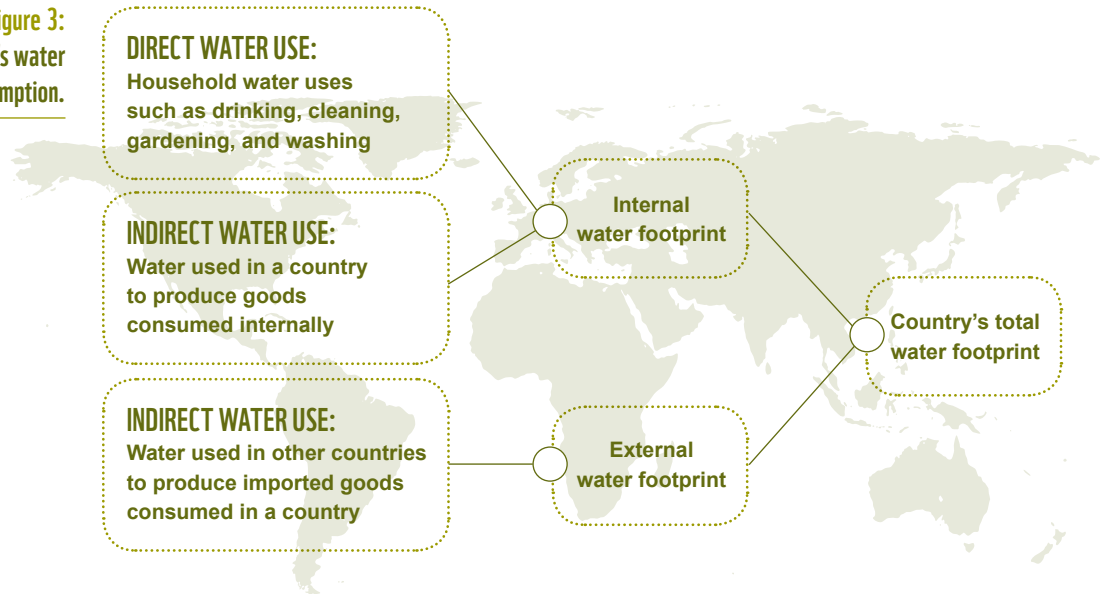 igure 3:
s water
mption.
DIRECT WATER USE:
Household water uses
such as drinking, cleaning,
gardening, and washing
INDIRECT WATER USE:
Water used in a country
to produce goods
consumed internally
INDIRECT WATER USE:
Water used in other countries
to produce imported goods
consumed in a country
Internal
water footprint
External
water footprint
Country’s total
water footprint